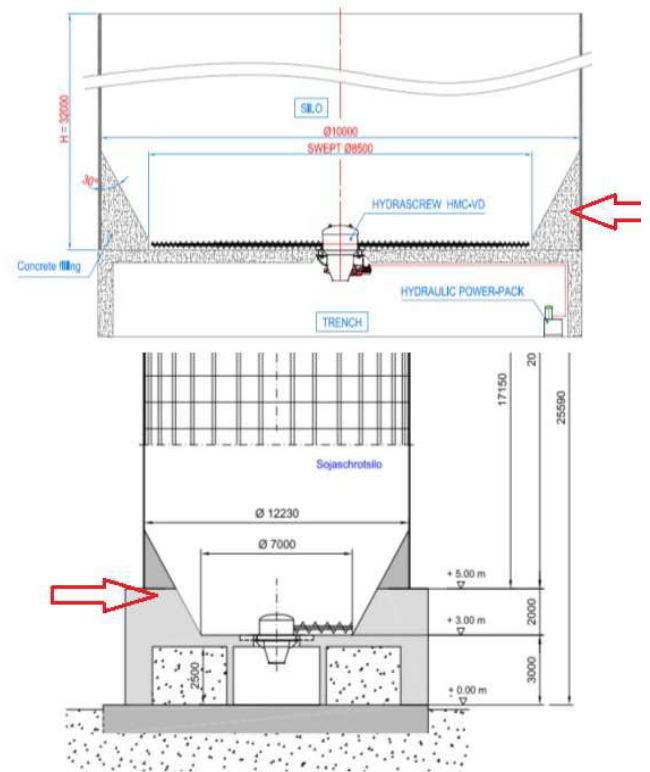 H = 32000
SILO
Ø10000
SWEPT Ø8500
30°
HYDRASCREW HMC-VD
Concrete filling
HYDRAULIC POWER-PACK
TRENCH
20
17150
25590
Sojaschrotsilo
Ø 12230
Ø 7000
+ 5.00 m
2000
+ 3.00 m
2500
3000
± 0.00 m